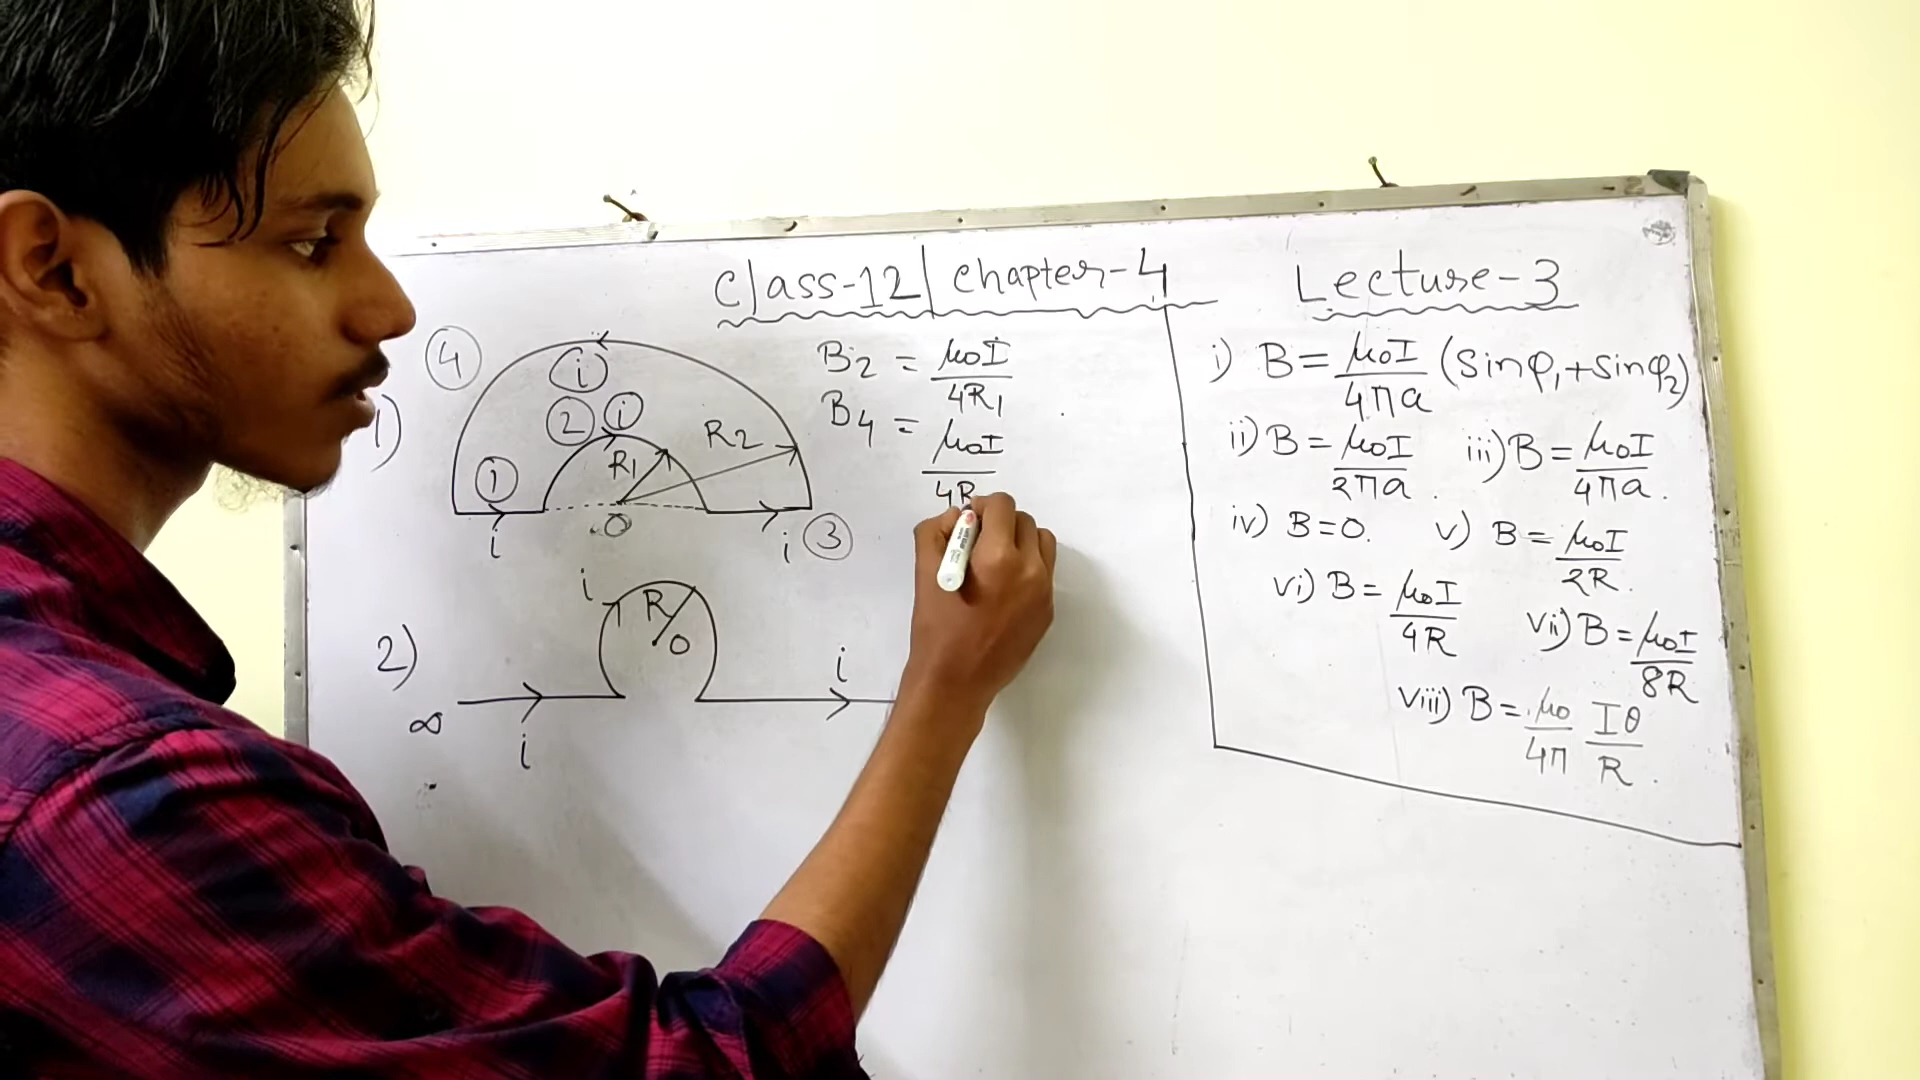 Class-12 | Chapter-4
Lecture-3
1)
4
i
2 i
R1
R2
1
O
i
i 3
B2 = μ0I/4R1
B4 = μ0I/4R
2)
i
R
O
i
∞
i
i) B = μ0I/4πa (Sinφ1+Sinφ2)
ii) B = μ0I/2πa . iii) B = μ0I/4πa .
iv) B=0. v) B = μ0I/2R .
vi) B = μ0I/4R vii) B = μ0I/8R
viii) B = μ0/4π Iθ/R .